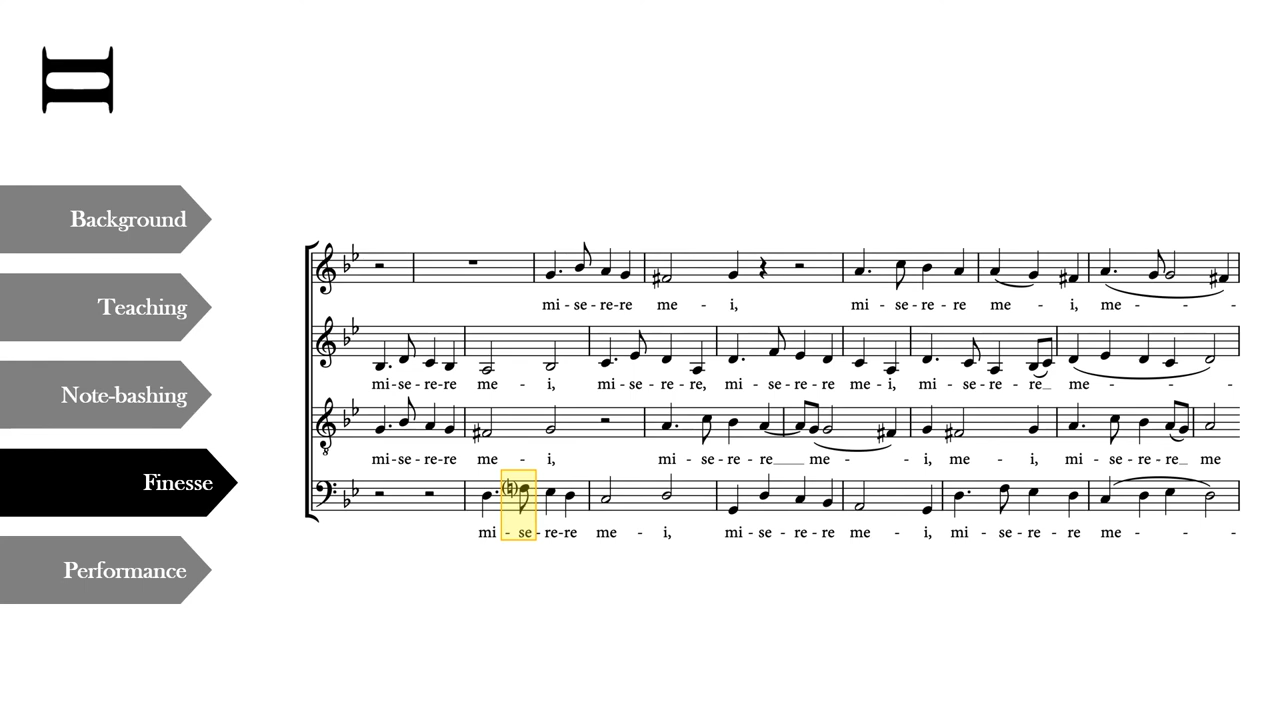 Background
Teaching
Note-bashing
Finesse
Performance
mi - se - re - re me - i, mi - se - re - re me - i, me - - -
mi - se - re - re me - i, mi - se - re - re, mi - se - re - re me - i, mi - se - re - re_ me - - -
mi - se - re - re me - i, mi - se - re - re___ me - - i, me - i, mi - se - re - re_ me
mi - se - re - re me - i, mi - se - re - re me - i, mi - se - re - re me - - -